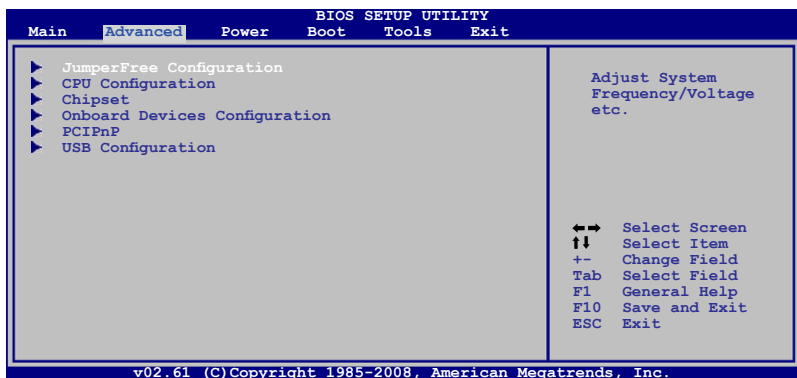 BIOS SETUP UTILITY
Main Advanced Power Boot Tools Exit
JumperFree Configuration
CPU Configuration
Chipset
Onboard Devices Configuration
PCIPnP
USB Configuration
Adjust System
Frequency/Voltage
etc.
←→ Select Screen
↑↓ Select Item
+- Change Field
Tab Select Field
F1 General Help
F10 Save and Exit
ESC Exit
v02.61 (C)Copyright 1985-2008, American Megatrends, Inc.